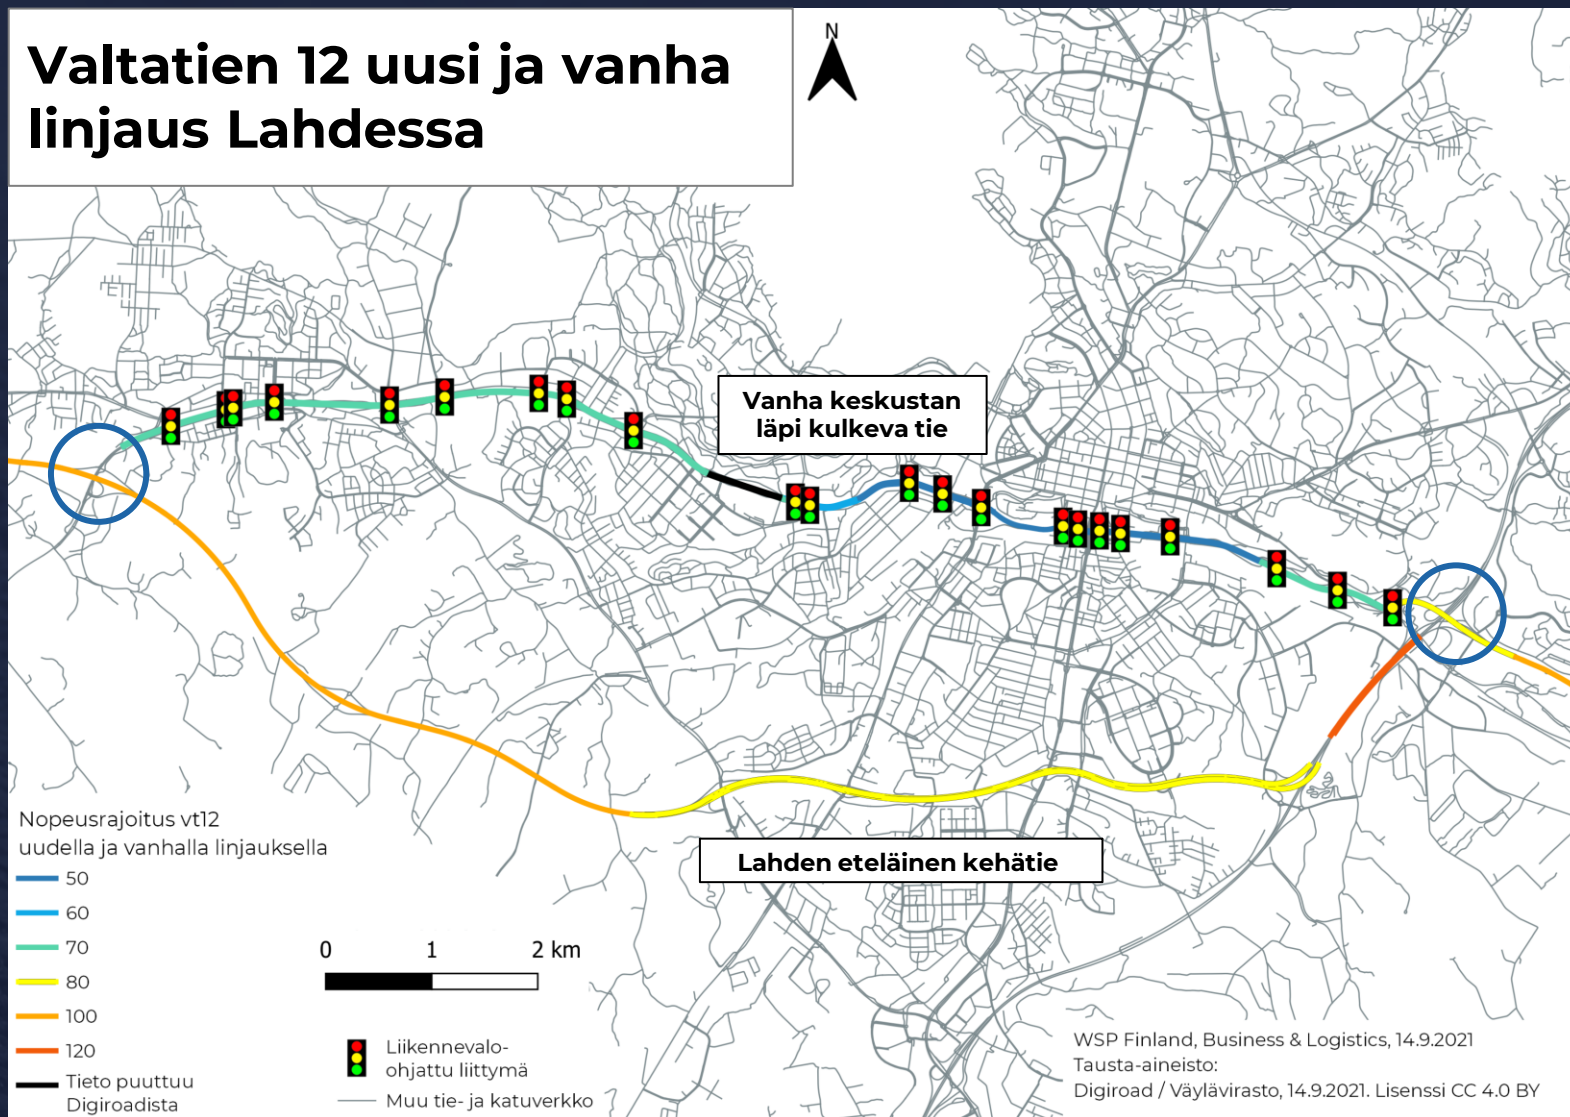 Valtatien 12 uusi ja vanha
linjaus Lahdessa
N
Vanha keskustan
läpi kulkeva tie
Lahden eteläinen kehätie
Nopeusrajoitus vt12
uudella ja vanhalla linjauksella
50
60
70
80
100
120
Tieto puuttuu
Digiroadista
0 1 2 km
Liikennevalo-
ohjattu liittymä
Muu tie- ja katuverkko
WSP Finland, Business & Logistics, 14.9.2021
Tausta-aineisto:
Digiroad / Väylävirasto, 14.9.2021. Lisenssi CC 4.0 BY